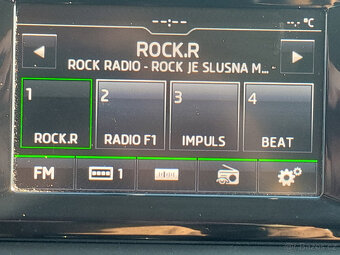 --:-- --.- °C
ROCK.R
ROCK RADIO - ROCK JE SLUSNA M...
1 2 3 4
ROCK.R RADIO F1 IMPULS BEAT
FM 1